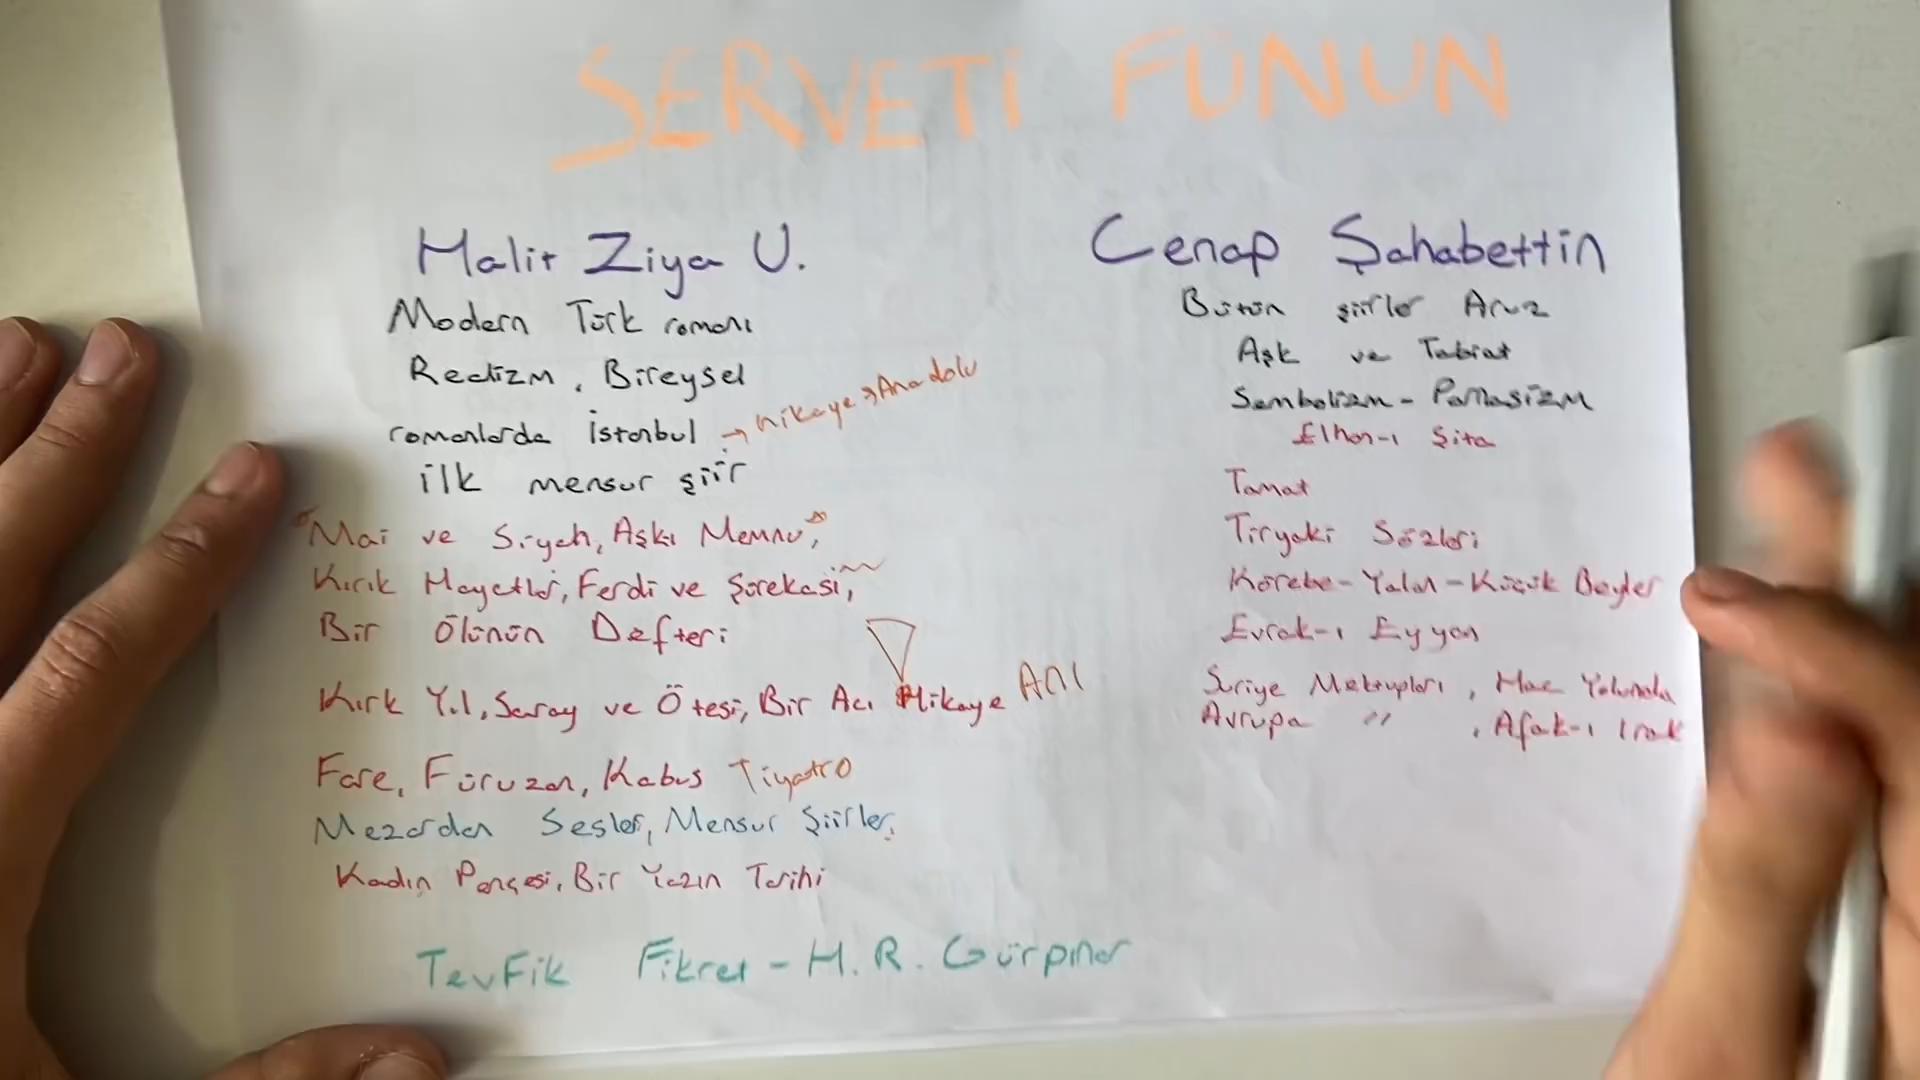 SERVETİ FÜNUN
Halit Ziya U.
Modern Türk romanı
Realizm, Bireysel
romanlarda İstanbul → hikaye → Anadolu
ilk mensur şiir
Mai ve Siyah, Aşkı Memnu,
Kırık Hayatlar, Ferdi ve Şürekası,
Bir Ölünün Defteri
Kırk Yıl, Saray ve Ötesi, Bir Acı Hikaye ANI
Fare, Füruzan, Kabus Tiyatro
Mezardan Sesler, Mensur Şiirler,
Kadın Pençesi, Bir Yazın Tarihi
Cenap Şahabettin
Bütün şiirler Aruz
Aşk ve Tabiat
Sembolizm - Parnasizm
Elhan-ı Şita
Tamat
Tiryaki Sözleri
Körebe - Yalan - Küçük Beyler
Evrak-ı Eyyam
Suriye Mektupları, Hac Yolunda
Avrupa " , Afak-ı Irak
Tevfik Fikret - H. R. Gürpınar